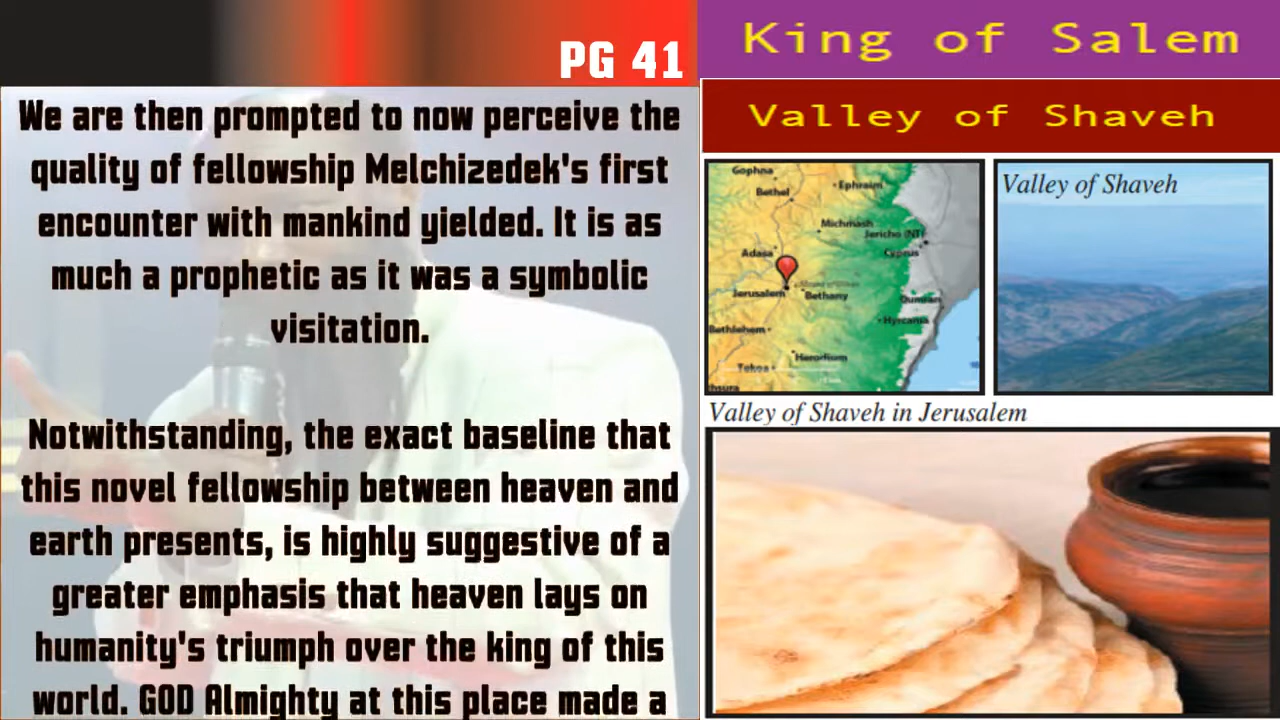 PG 41
We are then prompted to now perceive the
quality of fellowship Melchizedek's first
encounter with mankind yielded. It is as
much a prophetic as it was a symbolic
visitation.
Notwithstanding, the exact baseline that
this novel fellowship between heaven and
earth presents, is highly suggestive of a
greater emphasis that heaven lays on
humanity's triumph over the king of this
world. GOD Almighty at this place made a
King of Salem
Valley of Shaveh
Gophna
Bethel
Ephraim
Michmash
Jericho (NT)
Adasa
Cyprus
Jerusalem
Bethany
Qumran
Hyrcania
Bethlehem
Herodium
Tekoa
thsura
Valley of Shaveh
Valley of Shaveh in Jerusalem